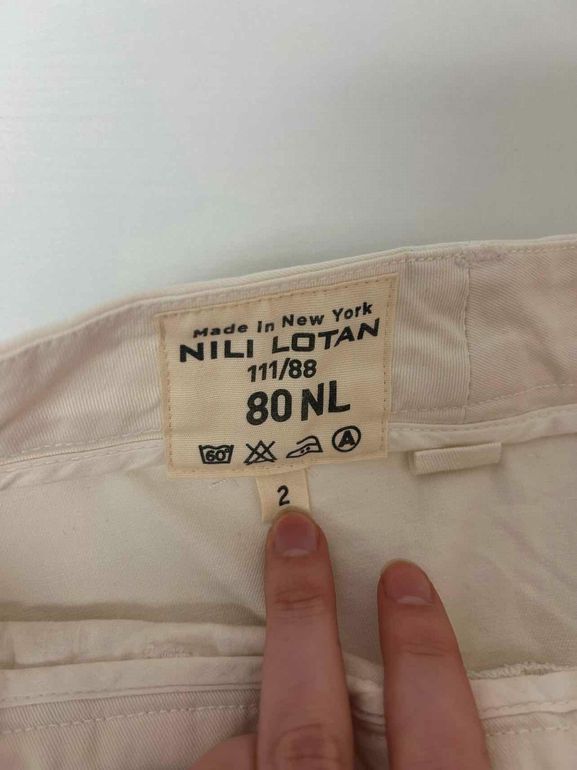 Made in New York
NILI LOTAN
111/88
80 NL
60° A
2